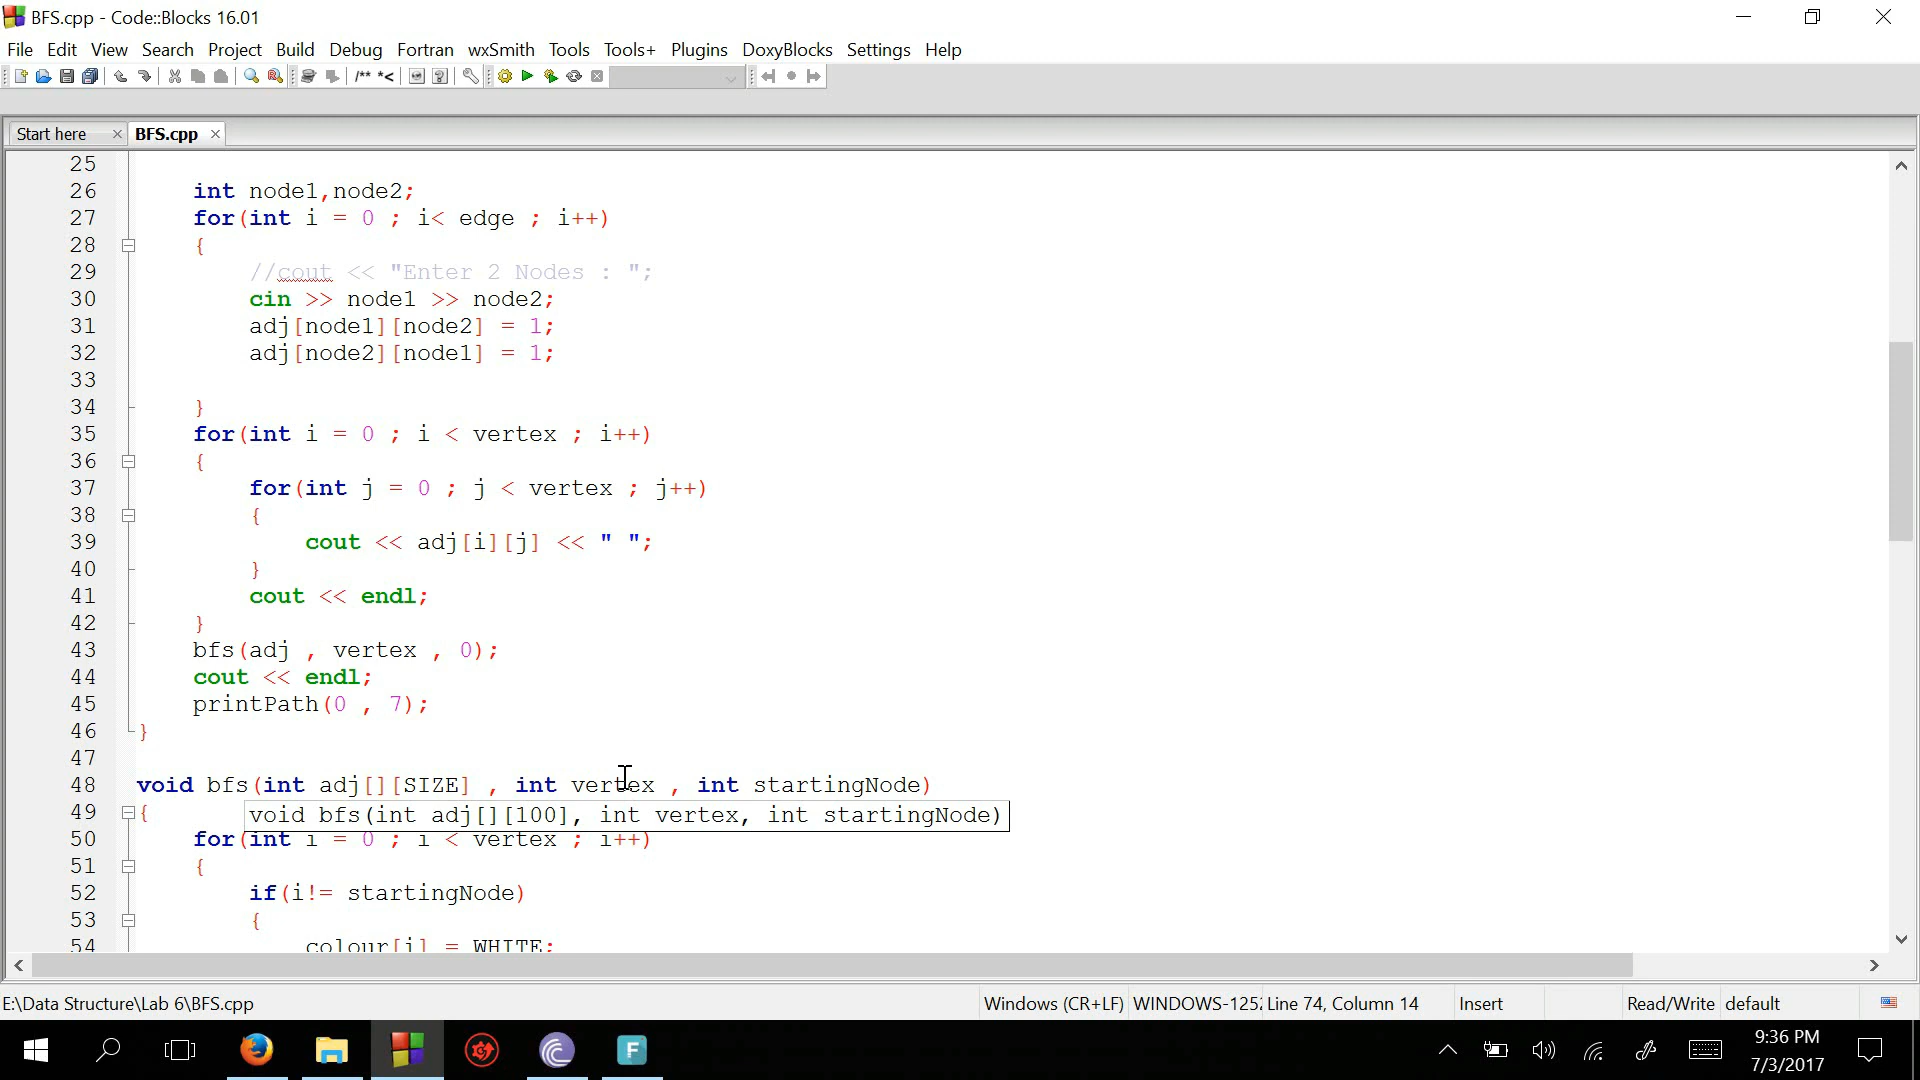 BFS.cpp - Code::Blocks 16.01
File Edit View Search Project Build Debug Fortran wxSmith Tools Tools+ Plugins DoxyBlocks Settings Help
/** *<
Start here BFS.cpp
25
26 int node1,node2;
27 for(int i = 0 ; i< edge ; i++)
28 {
29 //cout << "Enter 2 Nodes : ";
30 cin >> node1 >> node2;
31 adj[node1][node2] = 1;
32 adj[node2][node1] = 1;
33
34 }
35 for(int i = 0 ; i < vertex ; i++)
36 {
37 for(int j = 0 ; j < vertex ; j++)
38 {
39 cout << adj[i][j] << " ";
40 }
41 cout << endl;
42 }
43 bfs(adj , vertex , 0);
44 cout << endl;
45 printPath(0 , 7);
46 }
47
48 void bfs(int adj[][SIZE] , int vertex , int startingNode)
49 { void bfs(int adj[][100], int vertex, int startingNode)
50 for(int i = 0 ; i < vertex ; i++)
51 {
52 if(i!= startingNode)
53 {
54 colour[i] = WHITE;
E:\Data Structure\Lab 6\BFS.cpp Windows (CR+LF) WINDOWS-125 Line 74, Column 14 Insert Read/Write default
F
9:36 PM
7/3/2017